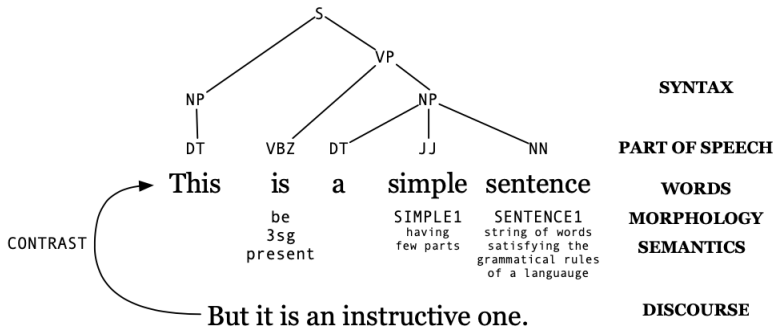 S
VP
NP NP SYNTAX
DT VBZ DT JJ NN PART OF SPEECH
This is a simple sentence WORDS
be SIMPLE1 SENTENCE1 MORPHOLOGY
3sg having string of words
present few parts satisfying the SEMANTICS
CONTRAST grammatical rules
of a languauge
But it is an instructive one. DISCOURSE